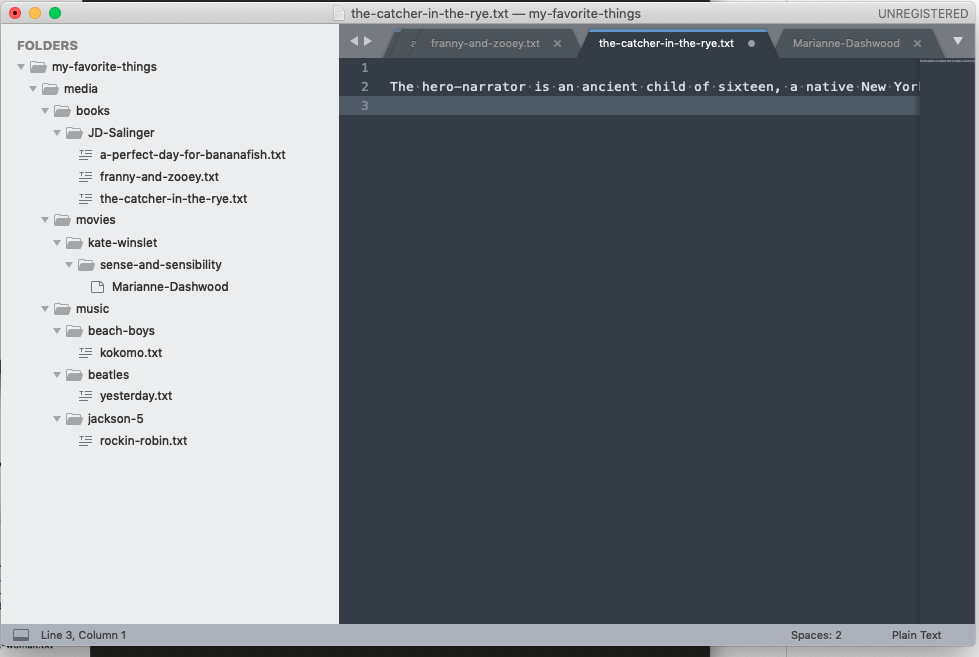 the-catcher-in-the-rye.txt — my-favorite-things
UNREGISTERED
FOLDERS
my-favorite-things
media
books
JD-Salinger
a-perfect-day-for-bananafish.txt
franny-and-zooey.txt
the-catcher-in-the-rye.txt
movies
kate-winslet
sense-and-sensibility
Marianne-Dashwood
music
beach-boys
kokomo.txt
beatles
yesterday.txt
jackson-5
rockin-robin.txt
a franny-and-zooey.txt the-catcher-in-the-rye.txt Marianne-Dashwood
1
2 The hero-narrator is an ancient child of sixteen, a native New Yor
3
Line 3, Column 1
Spaces: 2
Plain Text